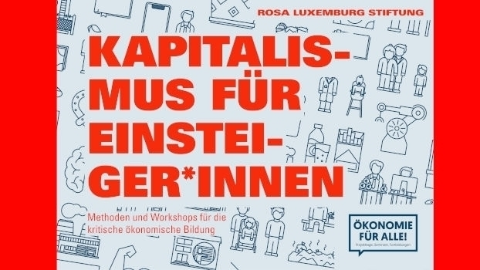 ROSA LUXEMBURG STIFTUNG
KAPITALIS-
MUS FÜR
EINSTEI-
GER*INNEN
Methoden und Workshops für die
kritische ökonomische Bildung
ÖKONOMIE
FÜR ALLE!